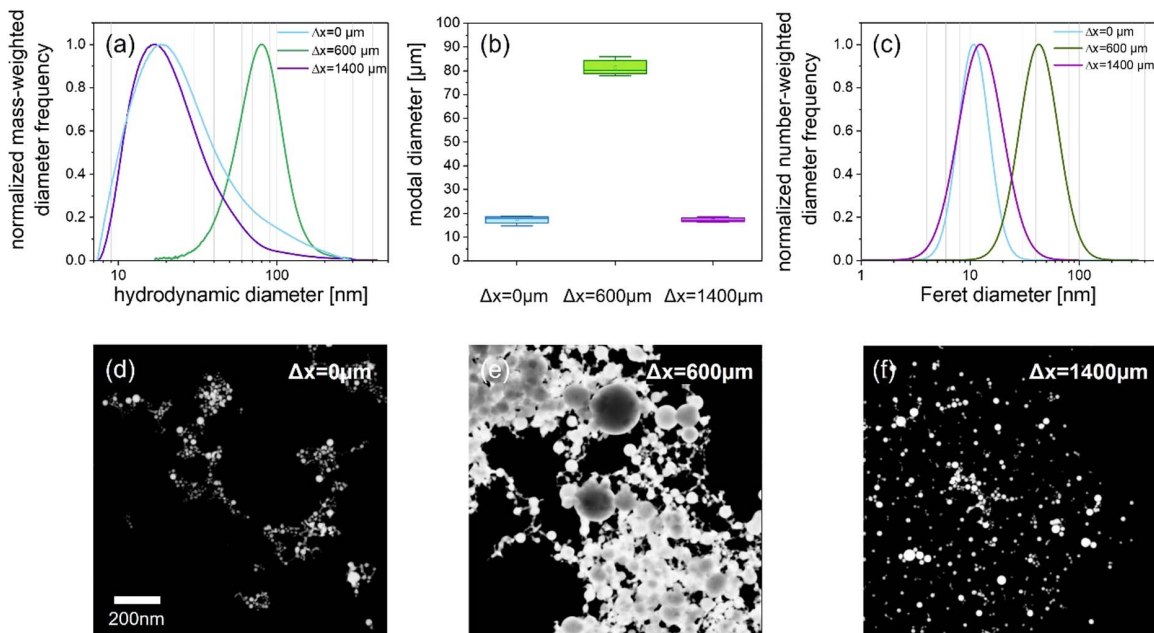 (a)
Δx=0 µm
Δx=600 µm
Δx=1400 µm
normalized mass-weighted
diameter frequency
1.0
0.8
0.6
0.4
0.2
0.0
10
100
hydrodynamic diameter [nm]
(b)
modal diameter [µm]
100
90
80
70
60
50
40
30
20
10
0
Δx=0µm
Δx=600µm
Δx=1400µm
(c)
Δx=0 µm
Δx=600 µm
Δx=1400 µm
normalized number-weighted
diameter frequency
1.0
0.8
0.6
0.4
0.2
0.0
1
10
100
Feret diameter [nm]
(d)
Δx=0µm
200nm
(e)
Δx=600µm
(f)
Δx=1400µm